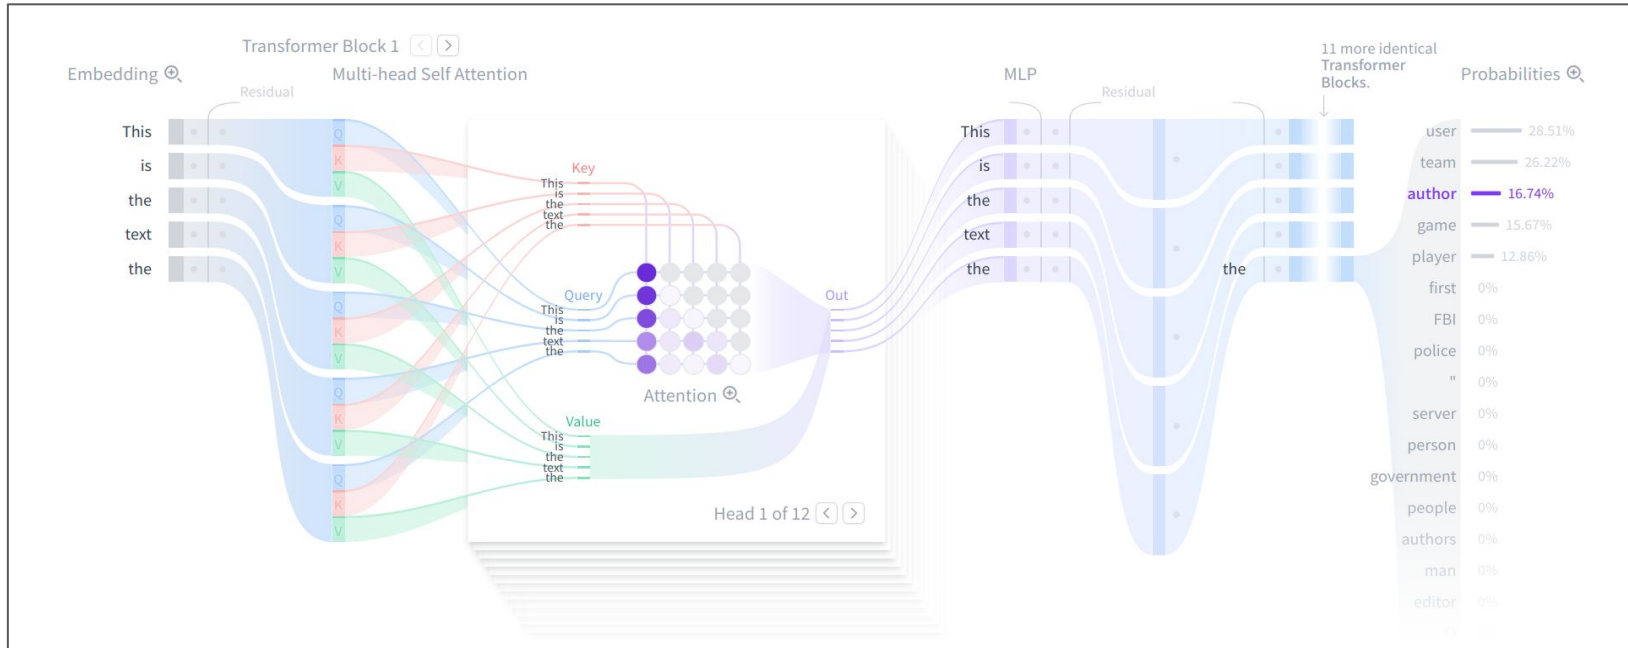 Transformer Block 1
Embedding
Multi-head Self Attention
Residual
This
is
the
text
the
Q
K
V
Q
K
V
Q
K
V
Q
K
V
Q
K
V
Key
This
is
the
text
the
Query
This
is
the
text
the
Attention
Value
This
is
the
text
the
Out
Head 1 of 12
MLP
Residual
This
is
the
text
the
the
11 more identical
Transformer
Blocks.
Probabilities
user 28.51%
team 26.22%
author 16.74%
game 15.67%
player 12.86%
first 0%
FBI 0%
police 0%
" 0%
server 0%
person 0%
government 0%
people 0%
authors 0%
man 0%
editor 0%